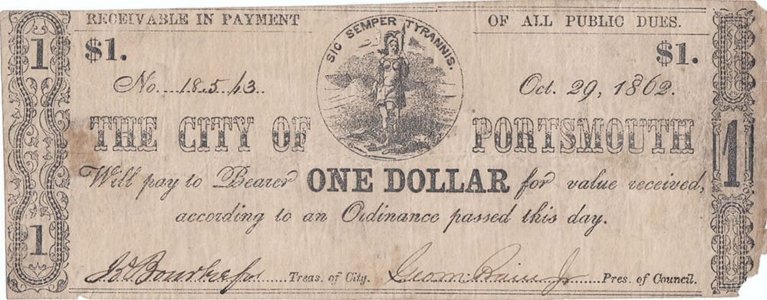 RECEIVABLE IN PAYMENT OF ALL PUBLIC DUES.
1 $1. SIC SEMPER TYRANNIS. $1.
No. 18543. Oct. 29, 1862.
THE CITY OF PORTSMOUTH
1
Will pay to Bearer ONE DOLLAR for value received,
according to an Ordinance passed this day.
1
Treas. of City. Pres. of Council.